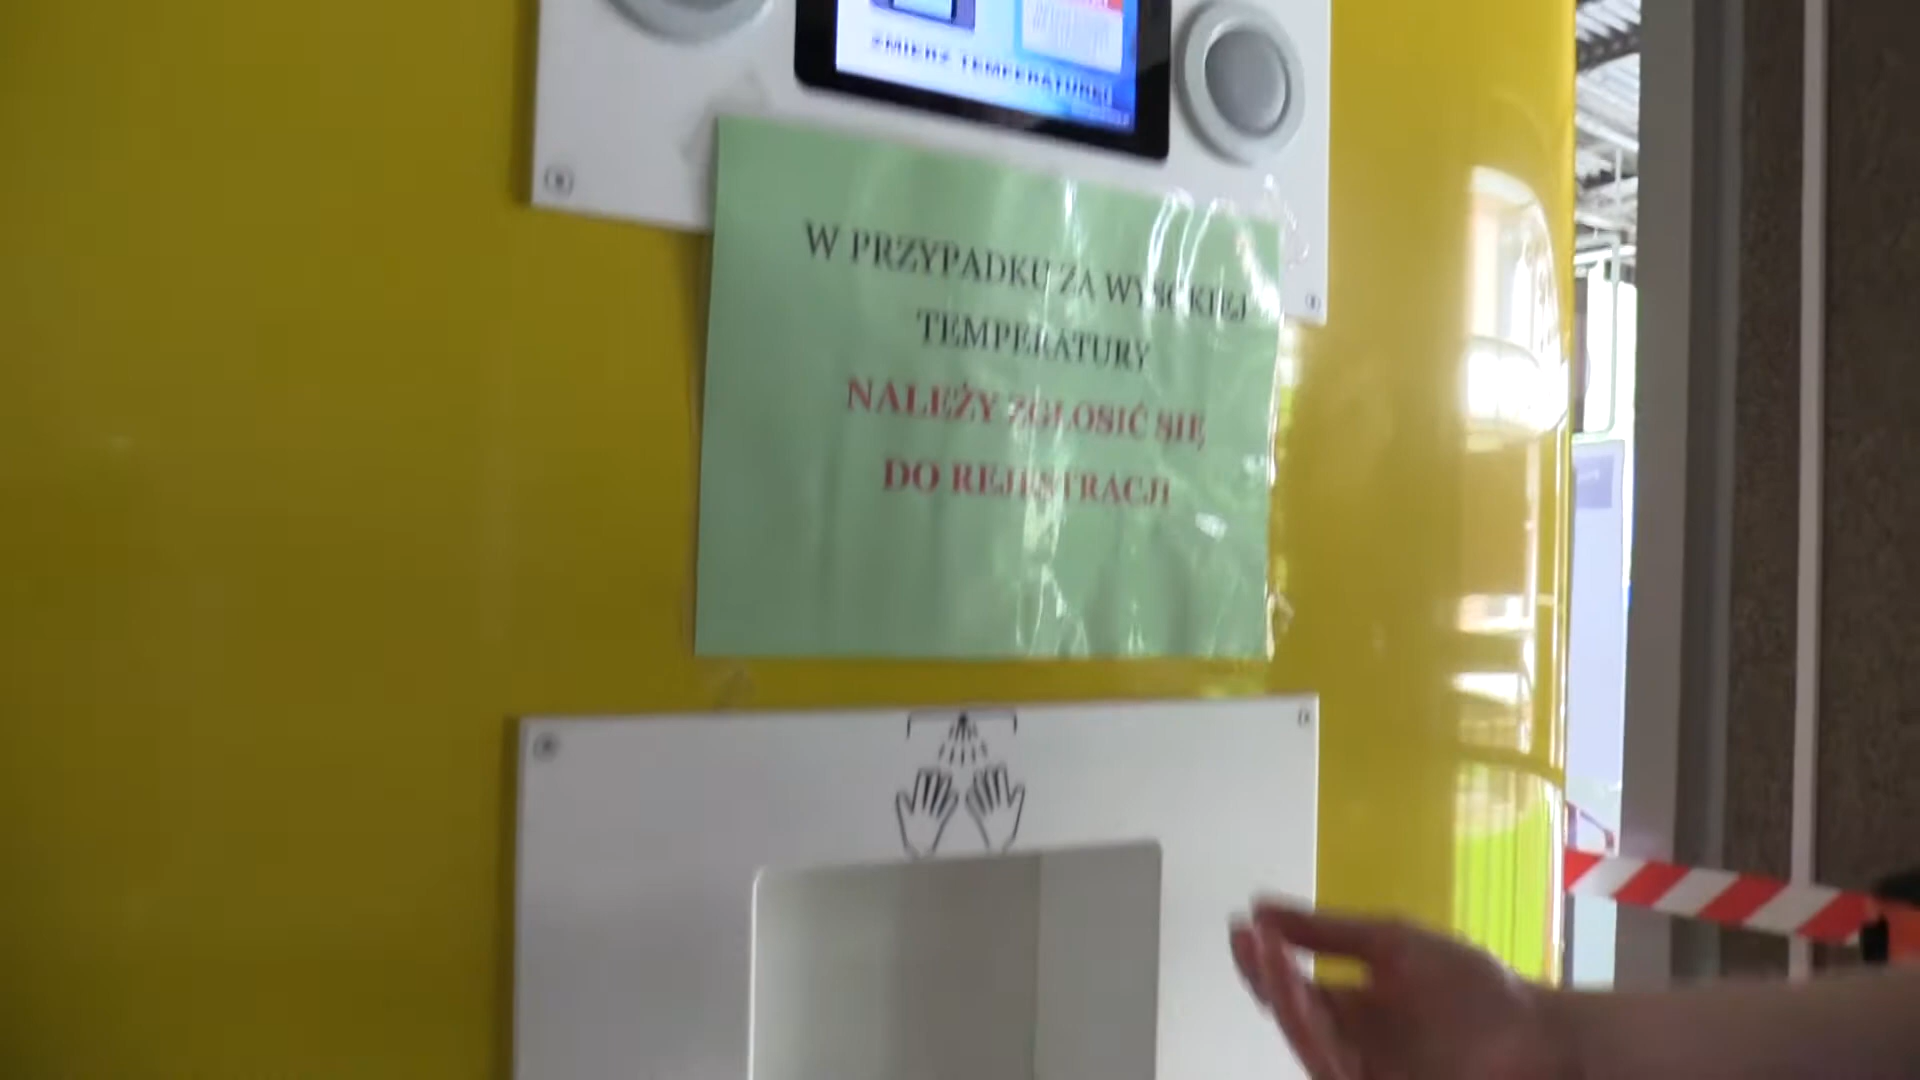 ZMIERZ TEMPERATURĘ
W PRZYPADKU ZA WYSOKIEJ
TEMPERATURY
NALEŻY ZGŁOSIĆ SIĘ
DO REJESTRACJI